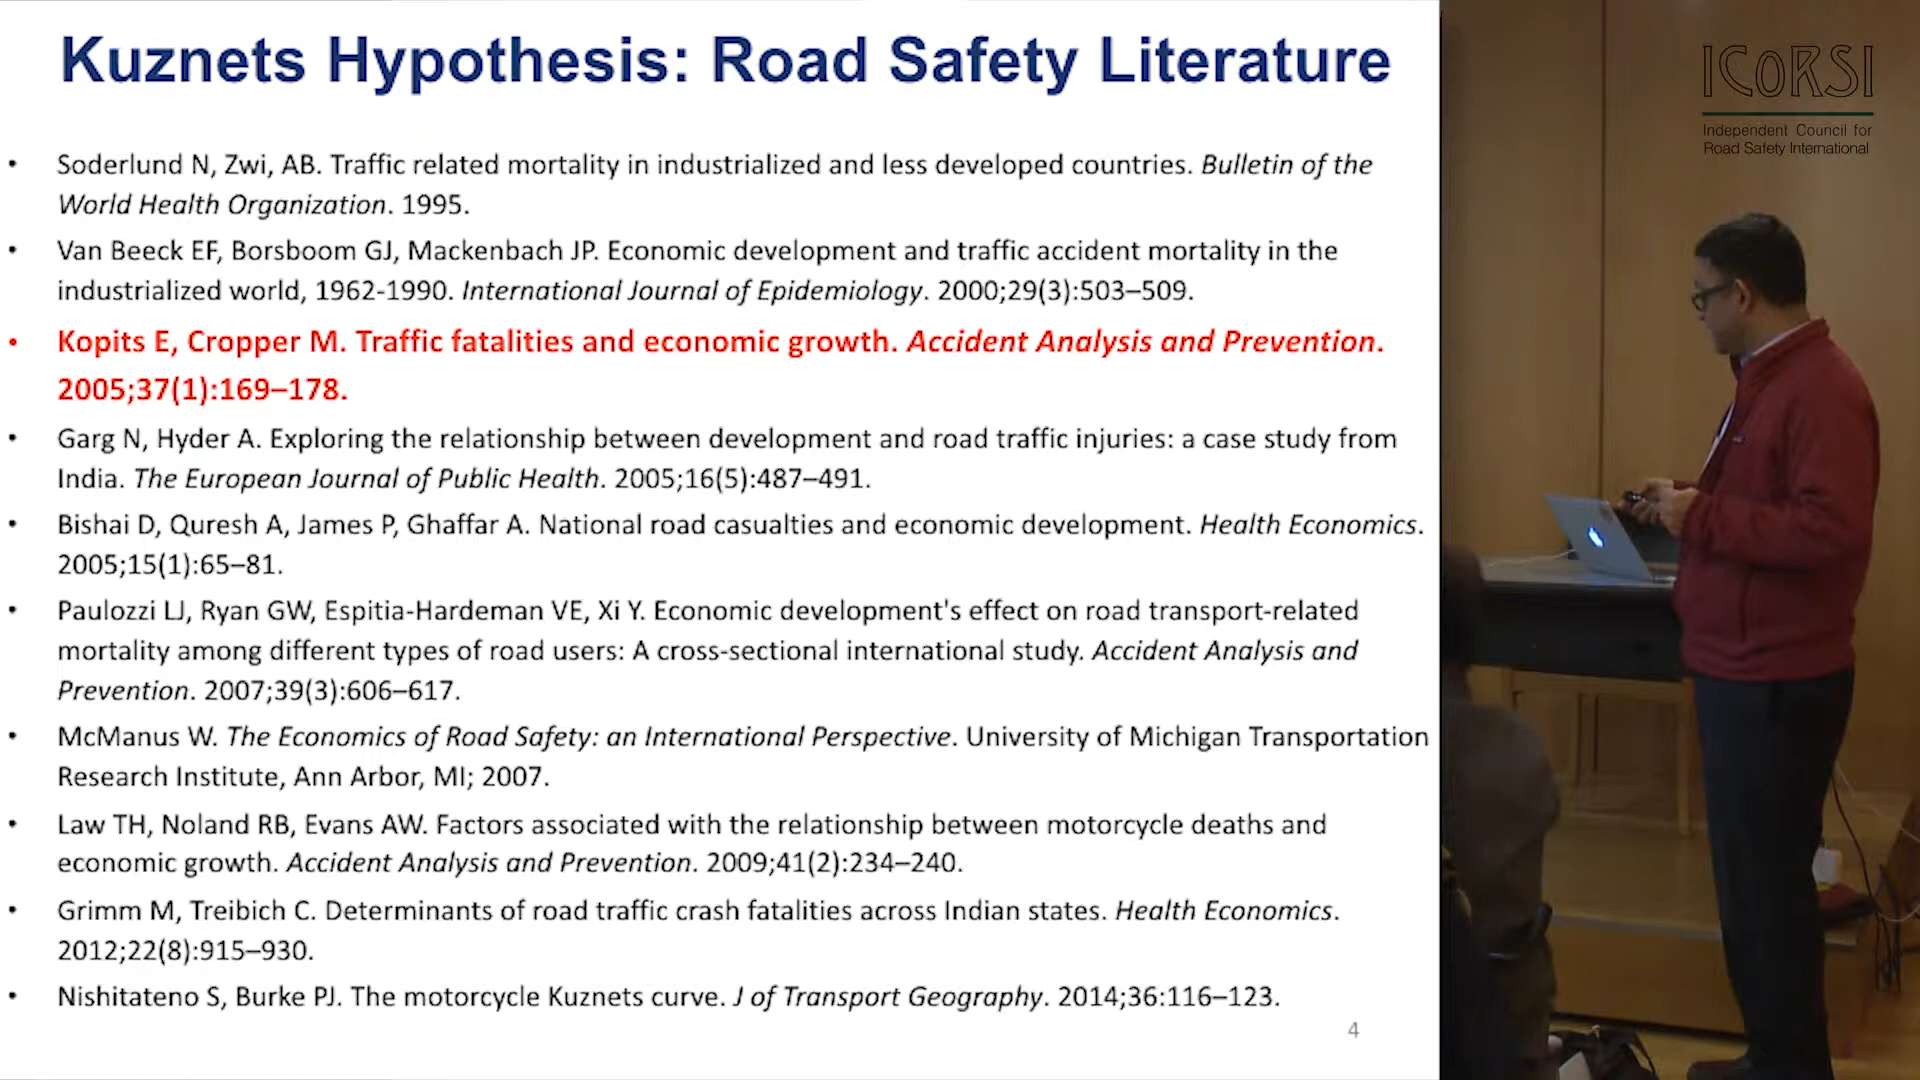 Kuznets Hypothesis: Road Safety Literature
• Soderlund N, Zwi, AB. Traffic related mortality in industrialized and less developed countries. Bulletin of the
World Health Organization. 1995.
• Van Beeck EF, Borsboom GJ, Mackenbach JP. Economic development and traffic accident mortality in the
industrialized world, 1962-1990. International Journal of Epidemiology. 2000;29(3):503–509.
• Kopits E, Cropper M. Traffic fatalities and economic growth. Accident Analysis and Prevention.
2005;37(1):169–178.
• Garg N, Hyder A. Exploring the relationship between development and road traffic injuries: a case study from
India. The European Journal of Public Health. 2005;16(5):487–491.
• Bishai D, Quresh A, James P, Ghaffar A. National road casualties and economic development. Health Economics.
2005;15(1):65–81.
• Paulozzi LJ, Ryan GW, Espitia-Hardeman VE, Xi Y. Economic development's effect on road transport-related
mortality among different types of road users: A cross-sectional international study. Accident Analysis and
Prevention. 2007;39(3):606–617.
• McManus W. The Economics of Road Safety: an International Perspective. University of Michigan Transportation
Research Institute, Ann Arbor, MI; 2007.
• Law TH, Noland RB, Evans AW. Factors associated with the relationship between motorcycle deaths and
economic growth. Accident Analysis and Prevention. 2009;41(2):234–240.
• Grimm M, Treibich C. Determinants of road traffic crash fatalities across Indian states. Health Economics.
2012;22(8):915–930.
• Nishitateno S, Burke PJ. The motorcycle Kuznets curve. J of Transport Geography. 2014;36:116–123.
4
ICoRSI
Independent Council for
Road Safety International